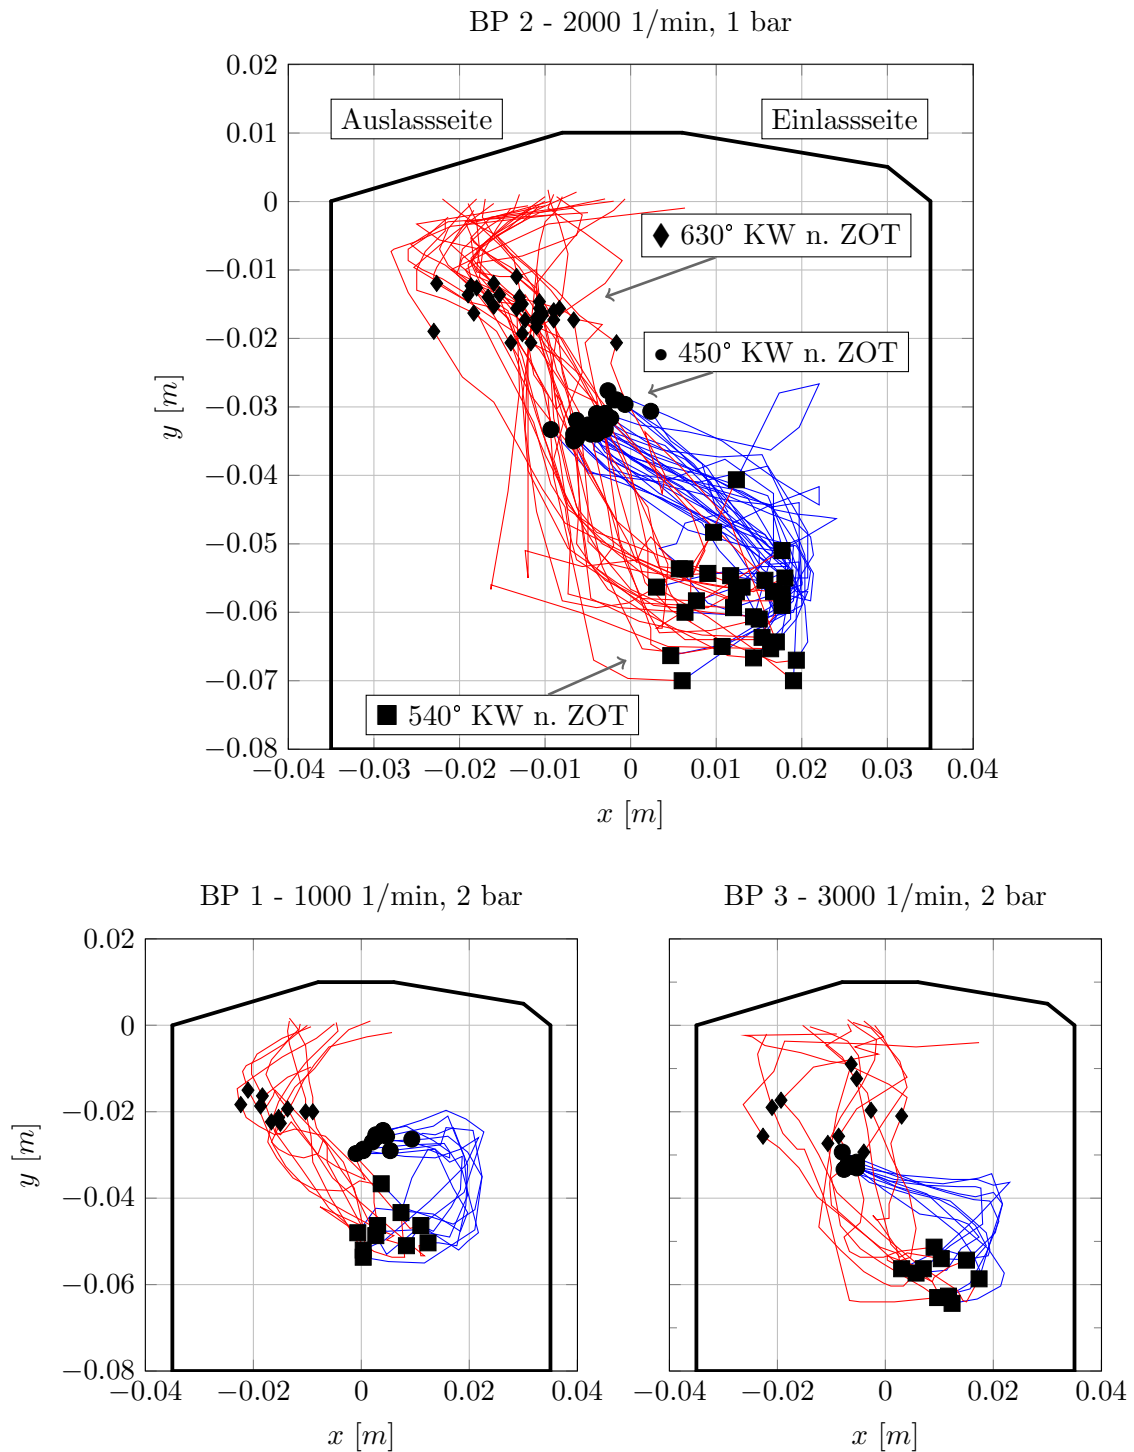 BP 2 - 2000 1/min, 1 bar
0.02
0.01
0
−0.01
−0.02
−0.03
−0.04
−0.05
−0.06
−0.07
−0.08
y [m]
Auslassseite
Einlassseite
630° KW n. ZOT
450° KW n. ZOT
540° KW n. ZOT
−0.04 −0.03 −0.02 −0.01 0 0.01 0.02 0.03 0.04
x [m]
BP 1 - 1000 1/min, 2 bar
0.02
0
−0.02
−0.04
−0.06
−0.08
y [m]
−0.04 −0.02 0 0.02 0.04
x [m]
BP 3 - 3000 1/min, 2 bar
−0.04 −0.02 0 0.02 0.04
x [m]